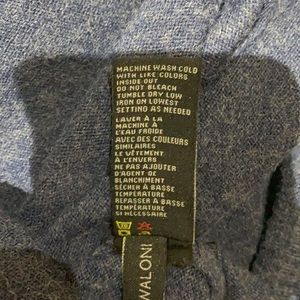 MACHINE WASH COLD
WITH LIKE COLORS
INSIDE OUT
DO NOT BLEACH
TUMBLE DRY LOW
IRON ON LOWEST
SETTING AS NEEDED
LAVER À LA
MACHINE À
L'EAU FROIDE
AVEC DES COULEURS
SIMILAIRES
LE VÊTEMENT
À L'ENVERS
NE PAS AJOUTER
D'AGENT DE
BLANCHIMENT
SÉCHER À BASSE
TEMPÉRATURE
REPASSER À BASSE
TEMPÉRATURE
SI NÉCESSAIRE
WALONI